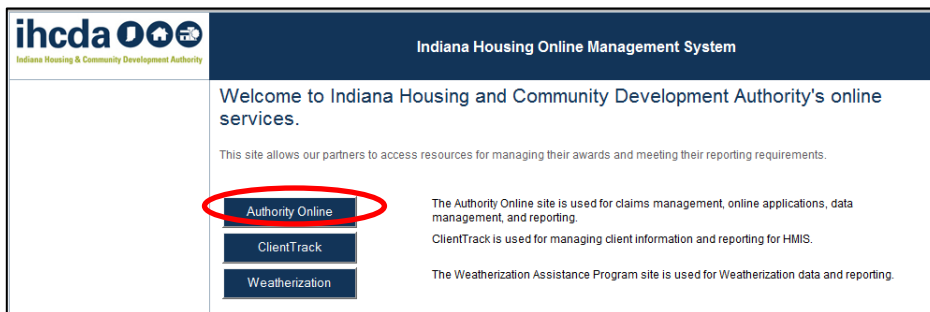 ihcda
Indiana Housing & Community Development Authority
Indiana Housing Online Management System
Welcome to Indiana Housing and Community Development Authority's online
services.
This site allows our partners to access resources for managing their awards and meeting their reporting requirements.
Authority Online
The Authority Online site is used for claims management, online applications, data
management, and reporting.
ClientTrack
ClientTrack is used for managing client information and reporting for HMIS.
Weatherization
The Weatherization Assistance Program site is used for Weatherization data and reporting.